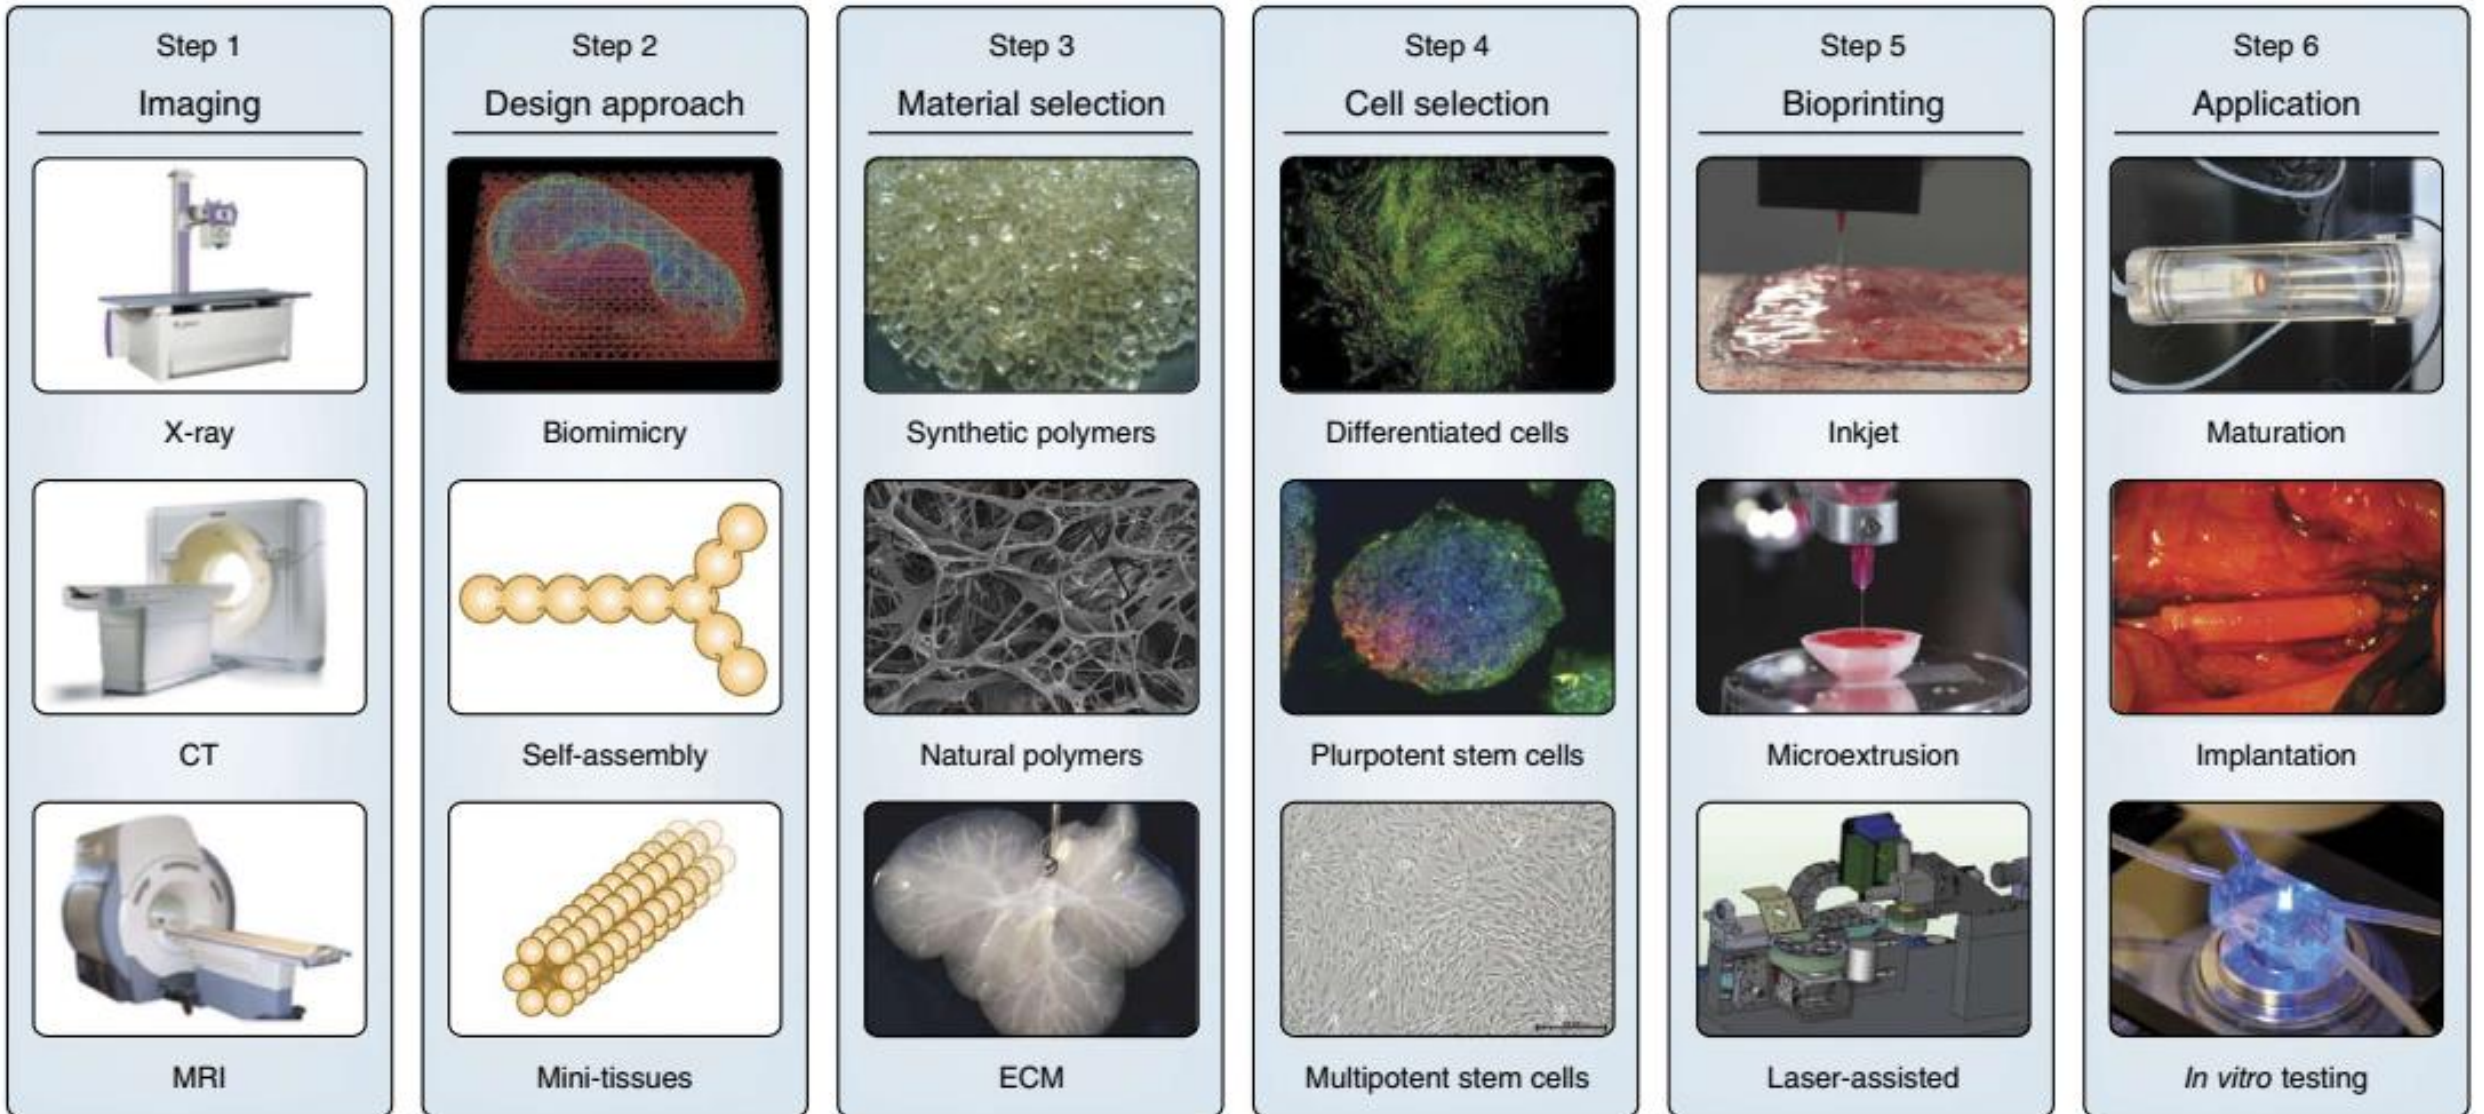 Step 1
Imaging
X-ray
CT
MRI
Step 2
Design approach
Biomimicry
Self-assembly
Mini-tissues
Step 3
Material selection
Synthetic polymers
Natural polymers
ECM
Step 4
Cell selection
Differentiated cells
Plurpotent stem cells
Multipotent stem cells
Step 5
Bioprinting
Inkjet
Microextrusion
Laser-assisted
Step 6
Application
Maturation
Implantation
In vitro testing